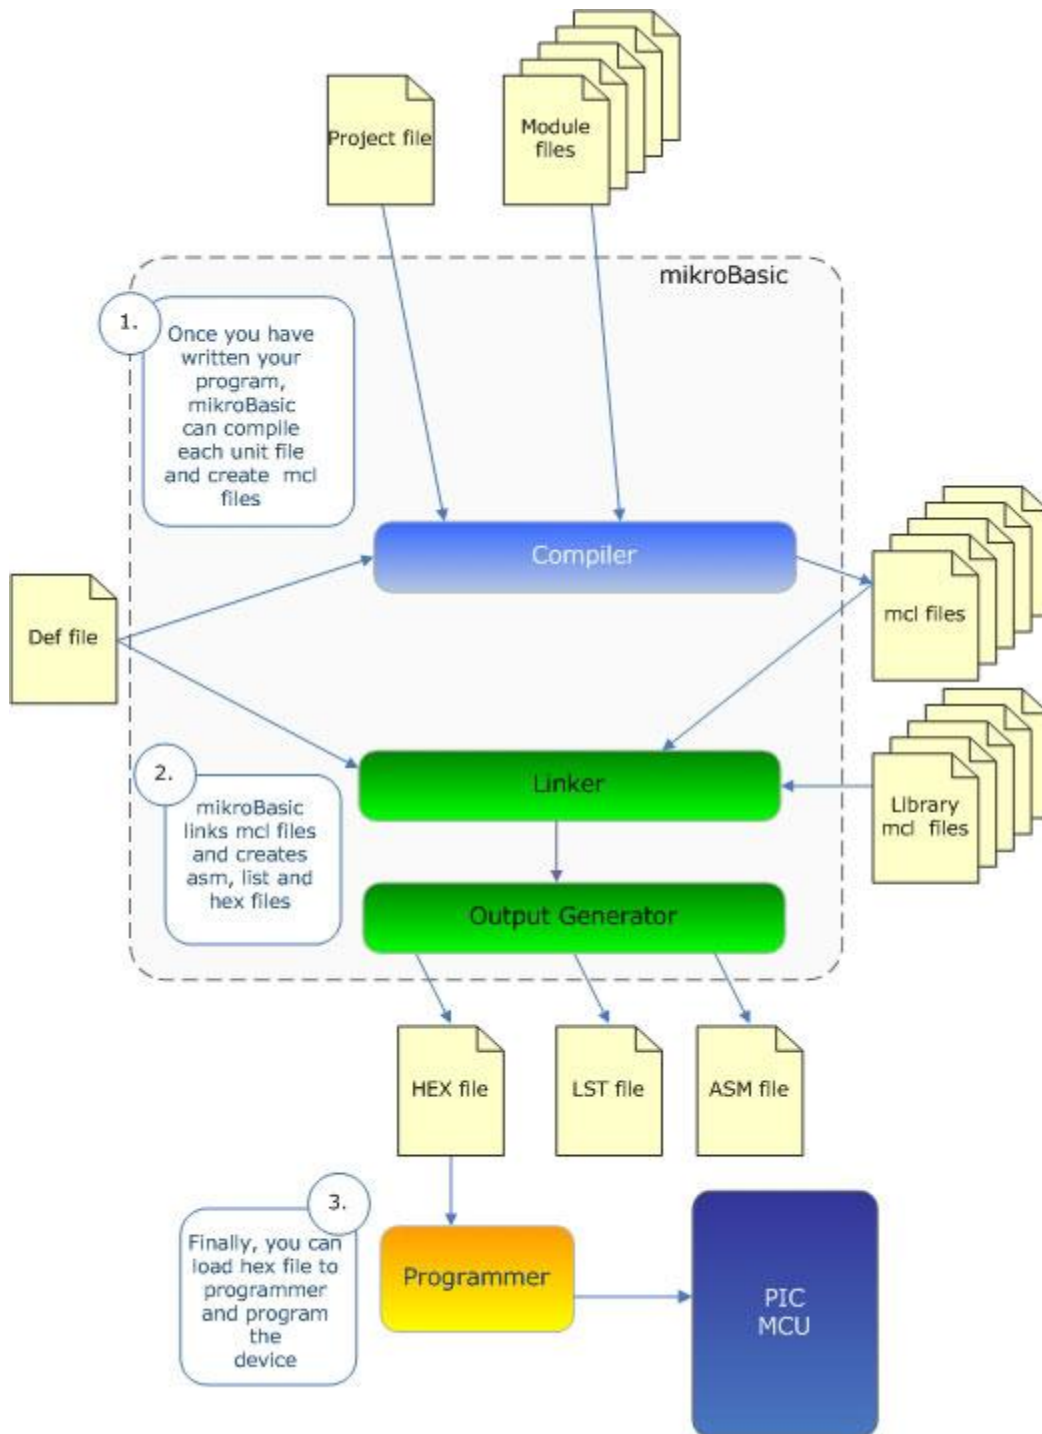 Project file
Module
files
mikroBasic
1.
Once you have
written your
program,
mikroBasic
can compile
each unit file
and create mcl
files
Compiler
Def file
mcl files
2.
mikroBasic
links mcl files
and creates
asm, list and
hex files
Linker
LIbrary
mcl files
Output Generator
HEX file
LST file
ASM file
3.
Finally, you can
load hex file to
programmer
and program
the
device
Programmer
PIC
MCU